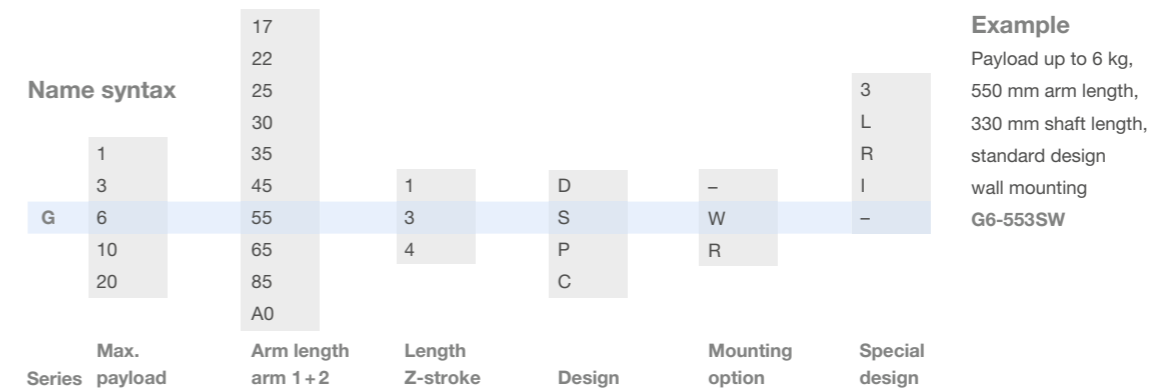 Name syntax
G
1
3
6
10
20
17
22
25
30
35
45
55
65
85
A0
1
3
4
D
S
P
C
–
W
R
3
L
R
I
–
Series
Max.
payload
Arm length
arm 1 + 2
Length
Z-stroke
Design
Mounting
option
Special
design
Example
Payload up to 6 kg,
550 mm arm length,
330 mm shaft length,
standard design
wall mounting
G6-553SW